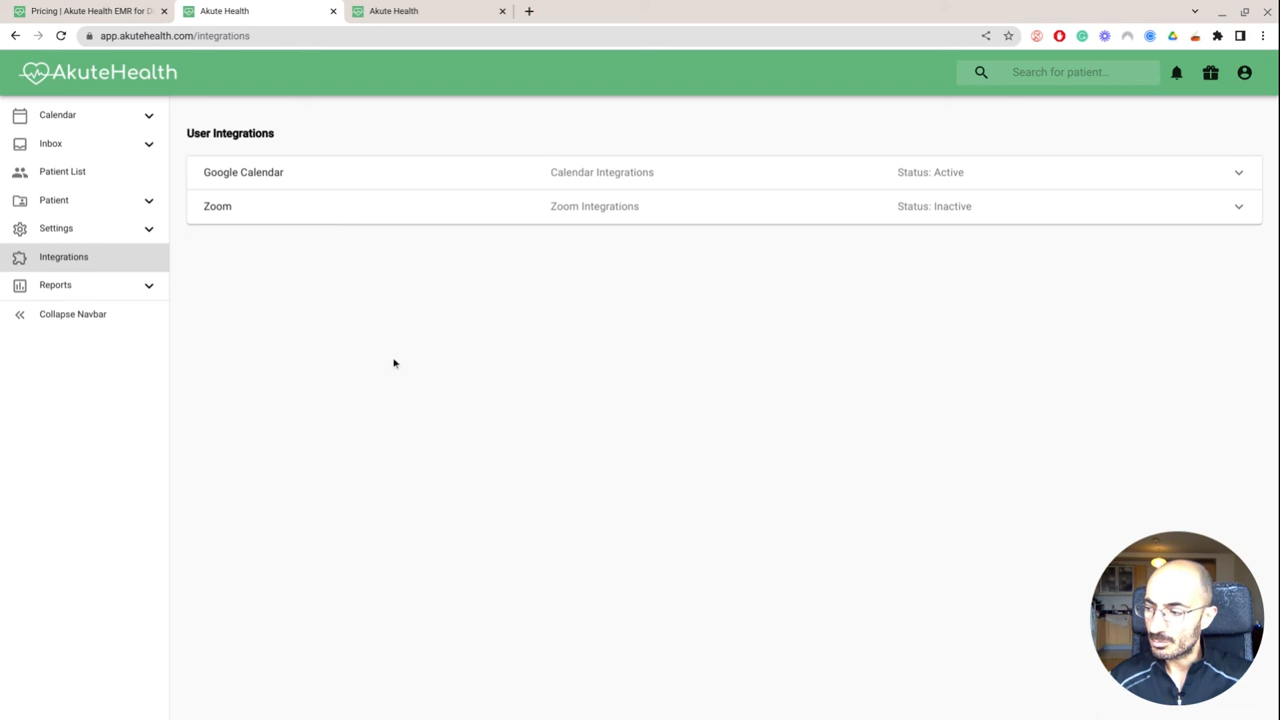 Pricing | Akute Health EMR for D
Akute Health
Akute Health
app.akutehealth.com/integrations
AkuteHealth
Search for patient...
Calendar
Inbox
Patient List
Patient
Settings
Integrations
Reports
Collapse Navbar
User Integrations
Google Calendar Calendar Integrations Status: Active
Zoom Zoom Integrations Status: Inactive